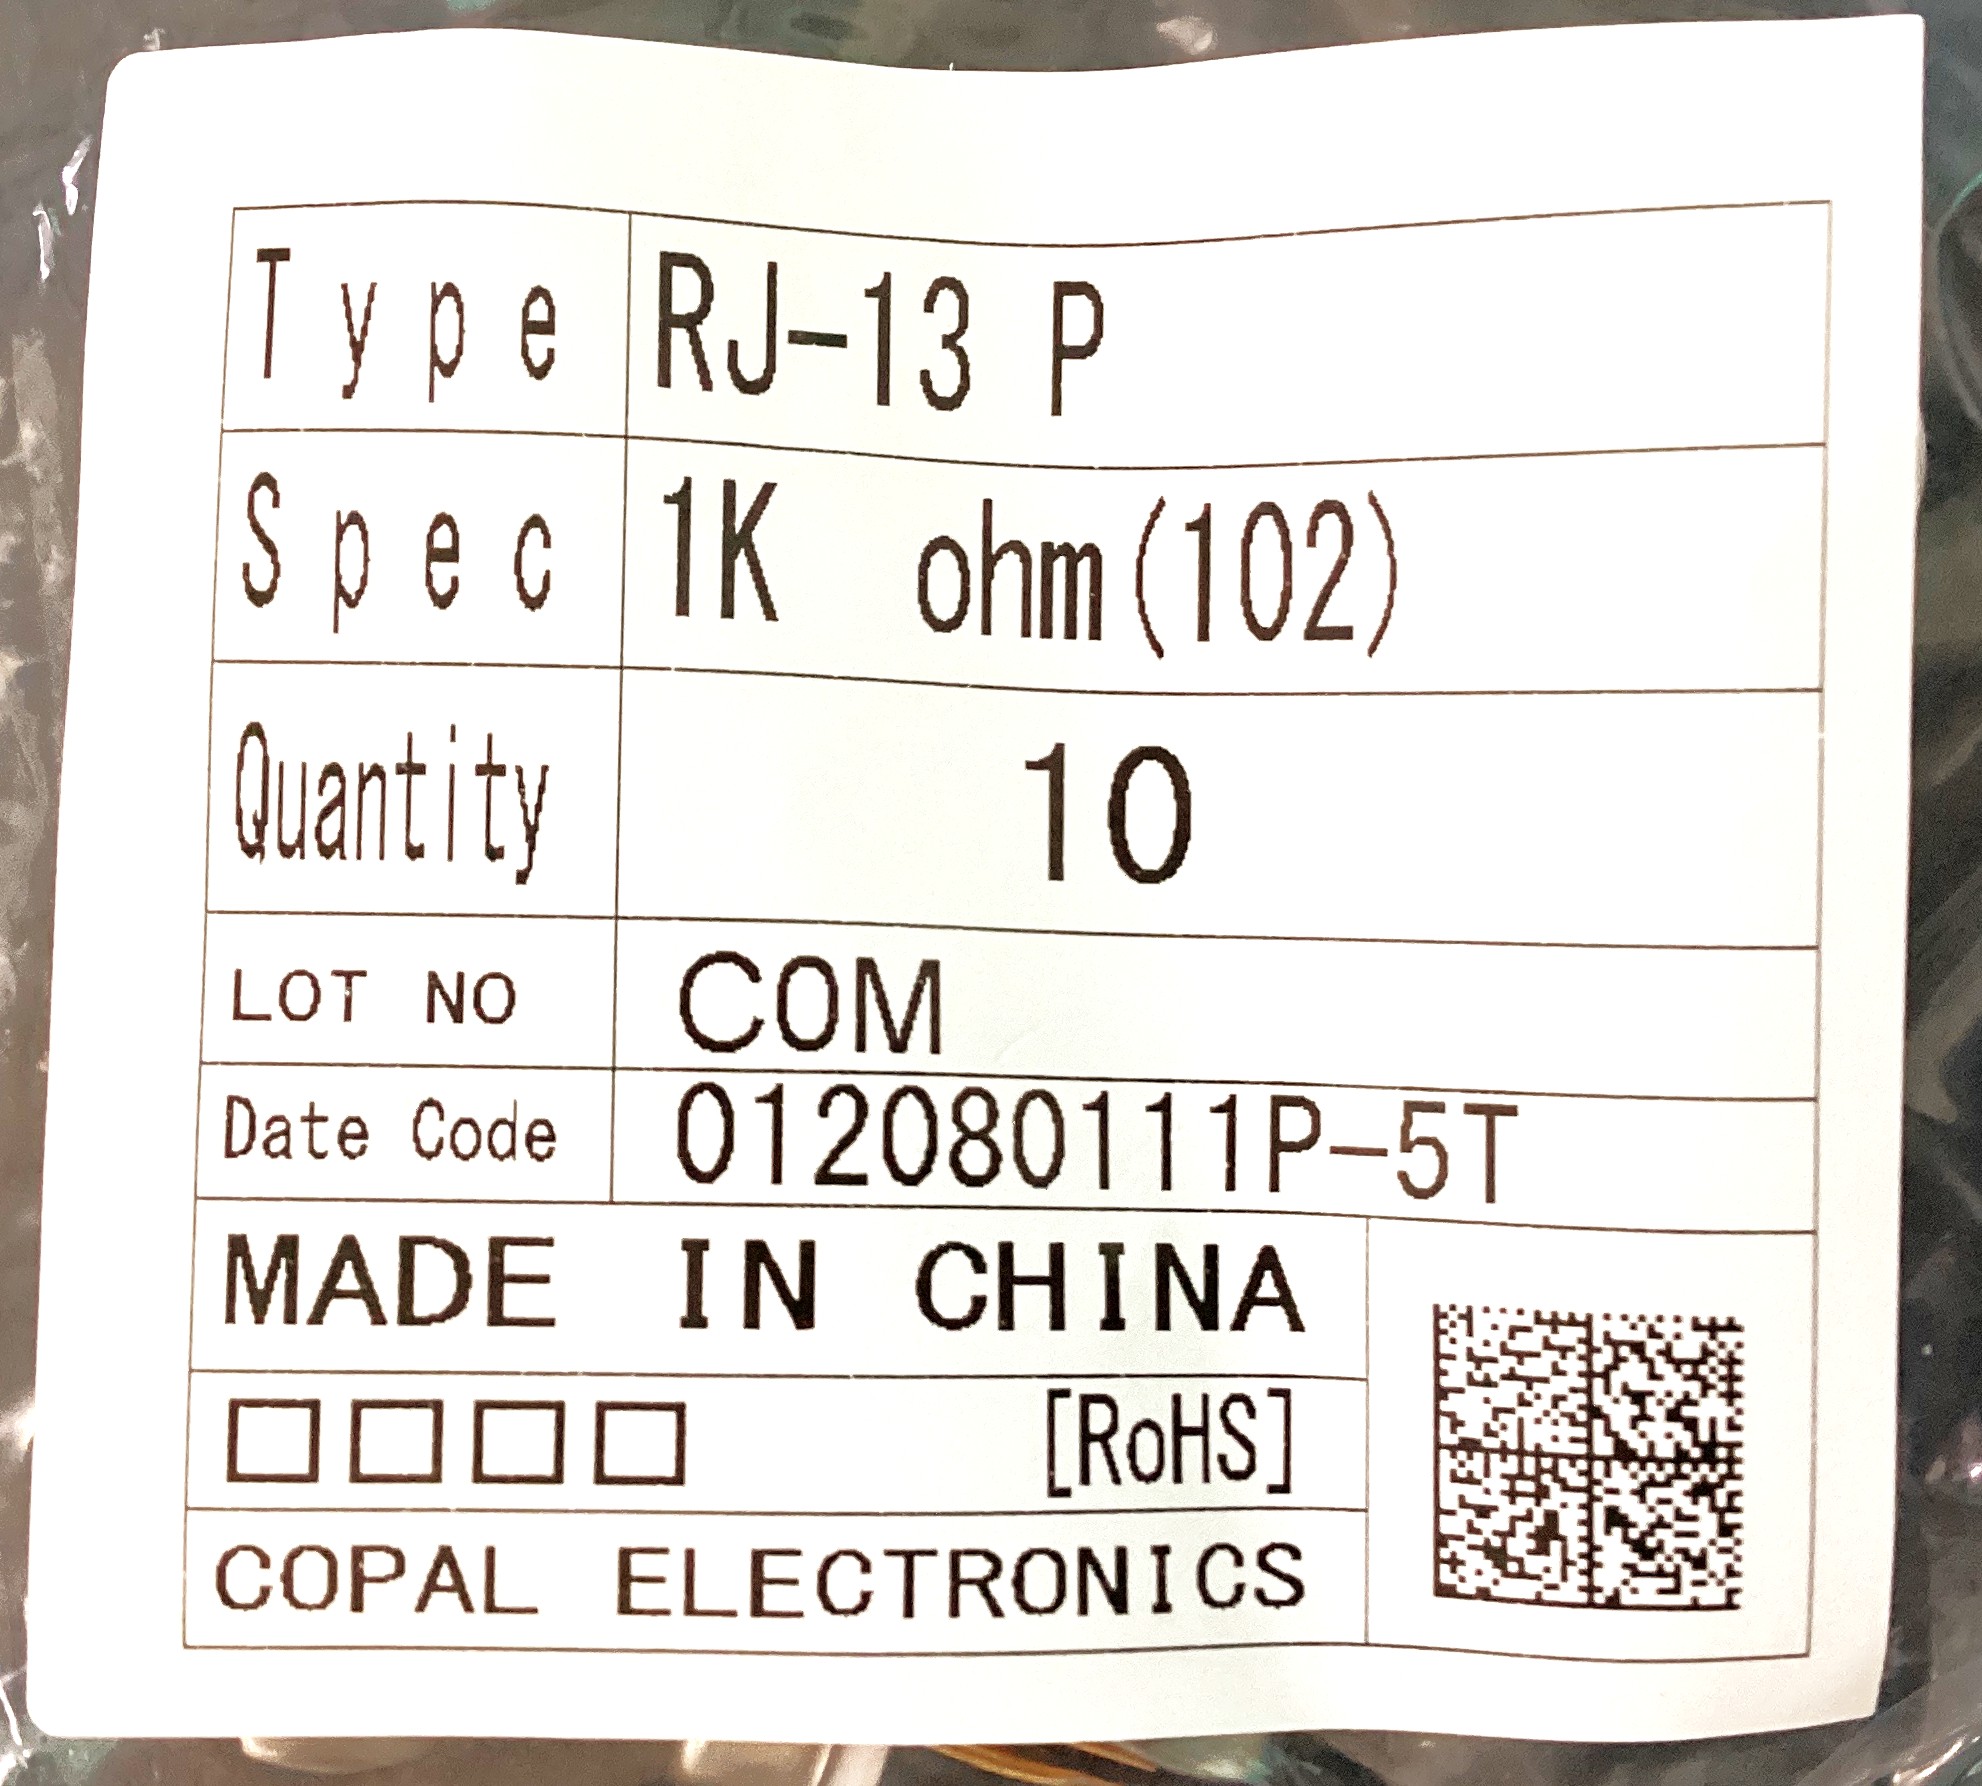 Type RJ-13 P
Spec 1K ohm(102)
Quantity 10
LOT NO COM
Date Code 012080111P-5T
MADE IN CHINA
□□□□ [RoHS]
COPAL ELECTRONICS